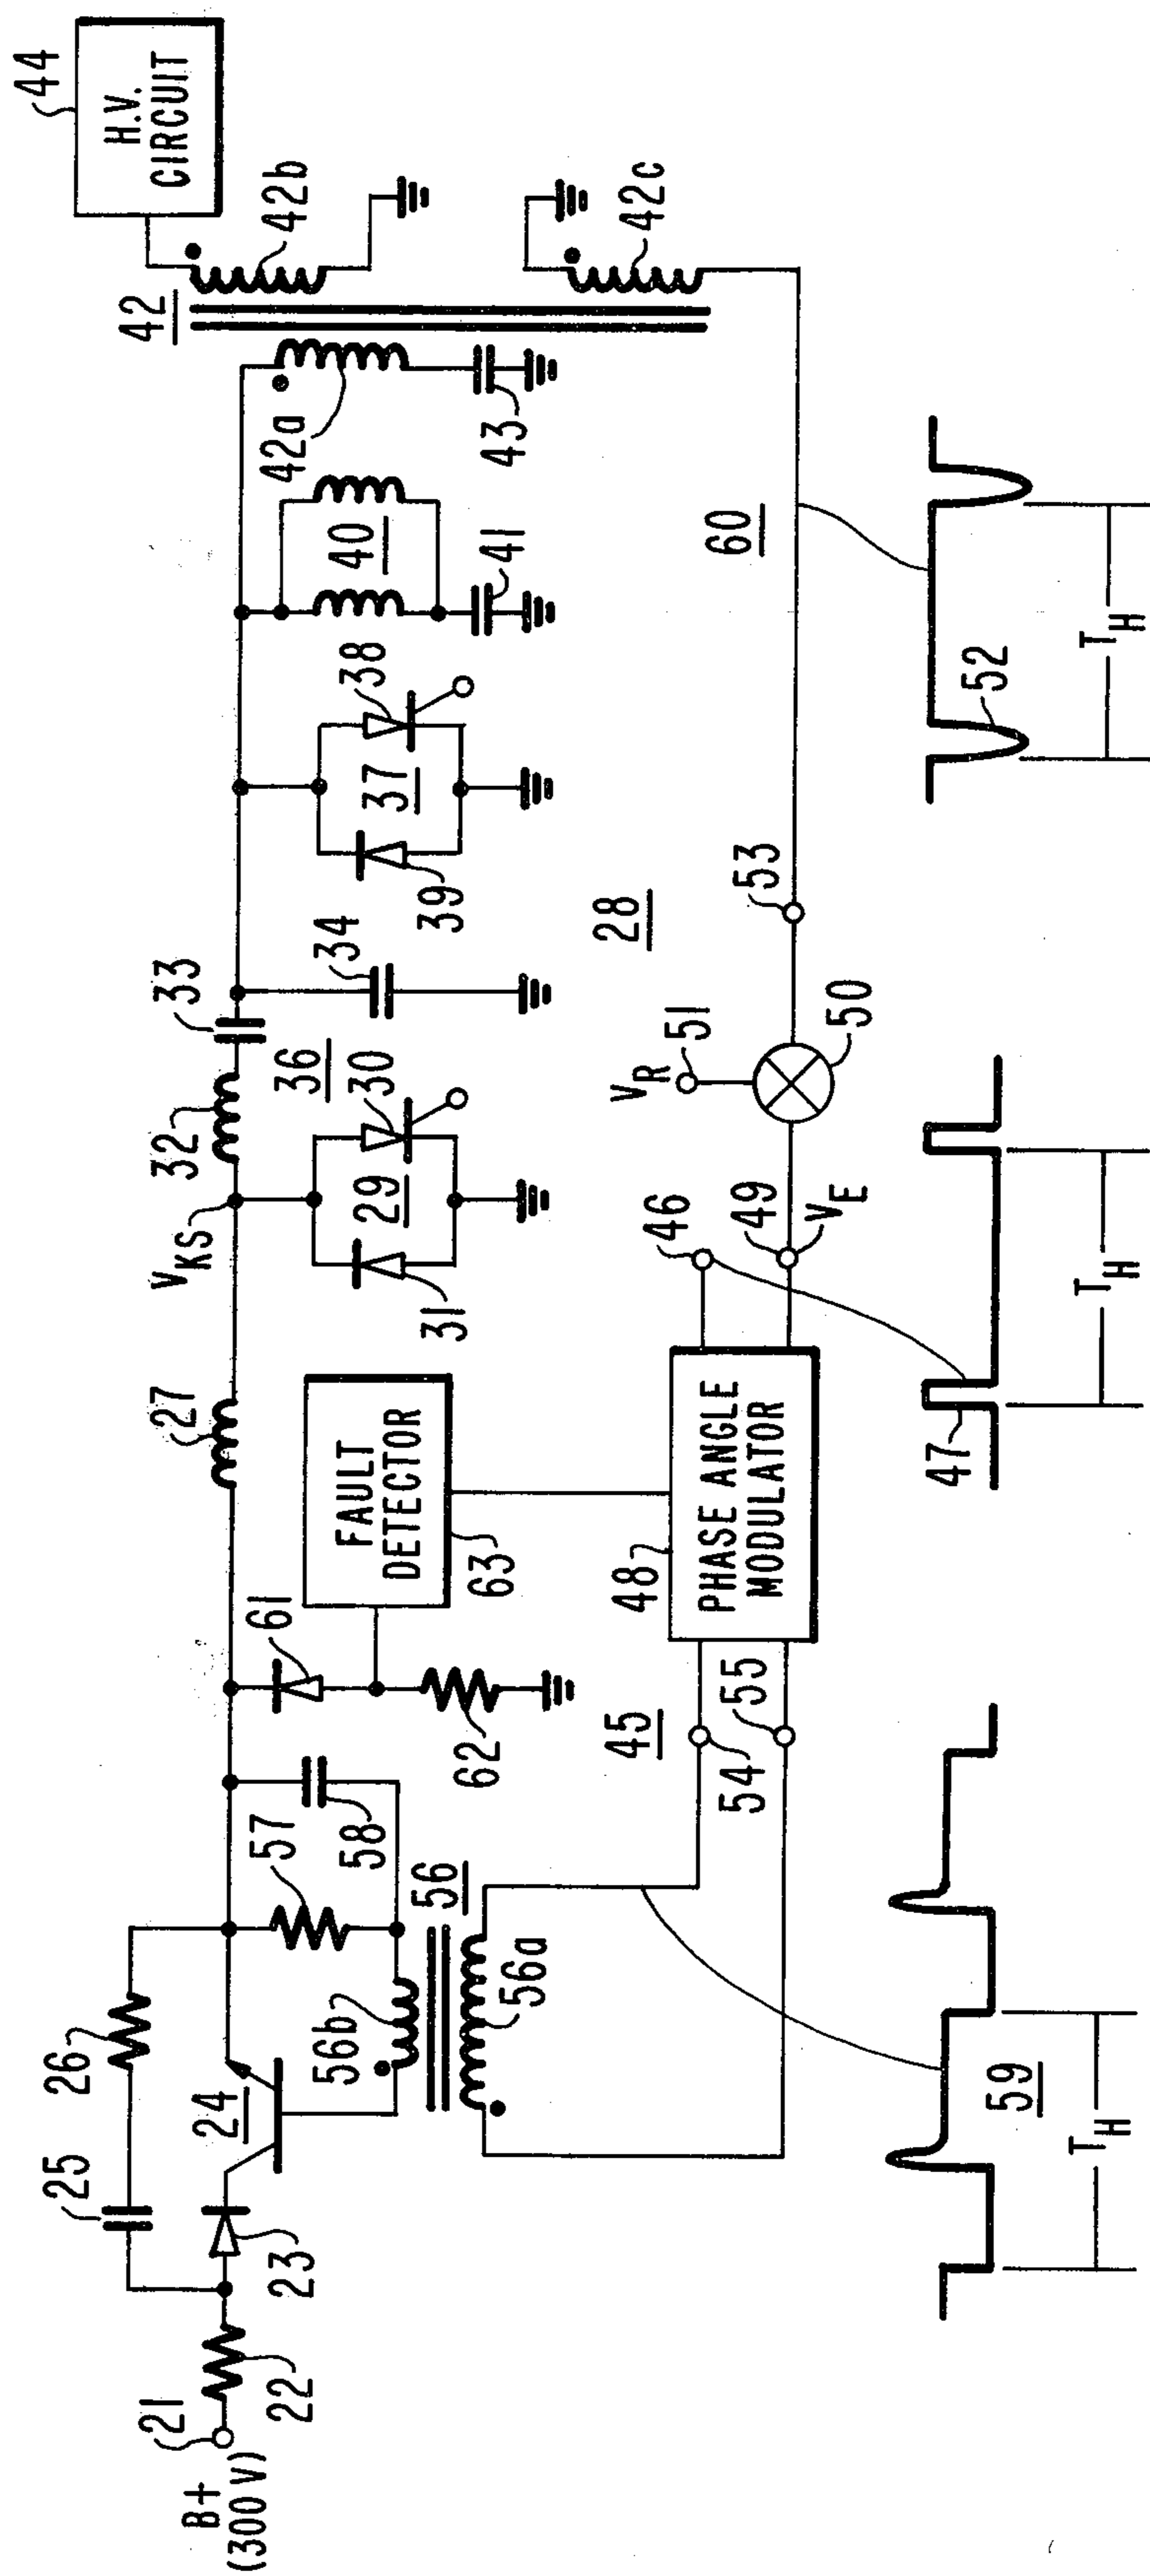 21
B+
(300 V)
22
23
24
25
26
27
57
58
56
56b
56a
61
62
FAULT
DETECTOR
63
V_KS
32
33
36
29
30
31
34
28
37
38
39
40
41
42
42a
42b
42c
43
H.V.
CIRCUIT
44
45
54
55
48
PHASE ANGLE
MODULATOR
46
49
V_E
V_R
51
50
53
60
59
T_H
47
T_H
52
T_H